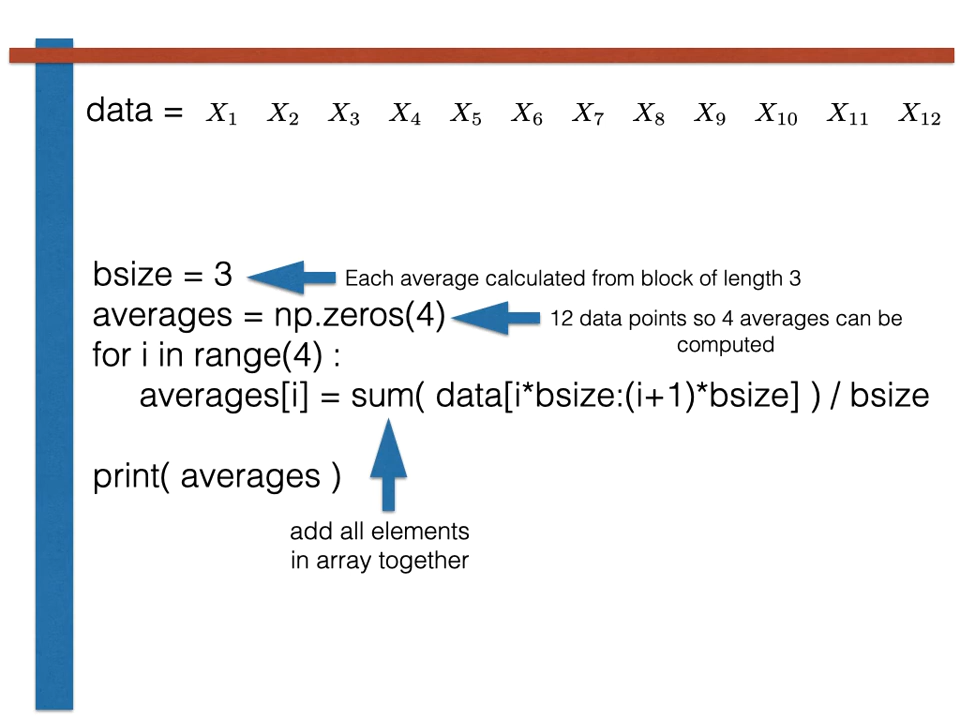 data = X₁ X₂ X₃ X₄ X₅ X₆ X₇ X₈ X₉ X₁₀ X₁₁ X₁₂
bsize = 3
Each average calculated from block of length 3
averages = np.zeros(4)
12 data points so 4 averages can be
computed
for i in range(4) :
averages[i] = sum( data[i*bsize:(i+1)*bsize] ) / bsize
print( averages )
add all elements
in array together